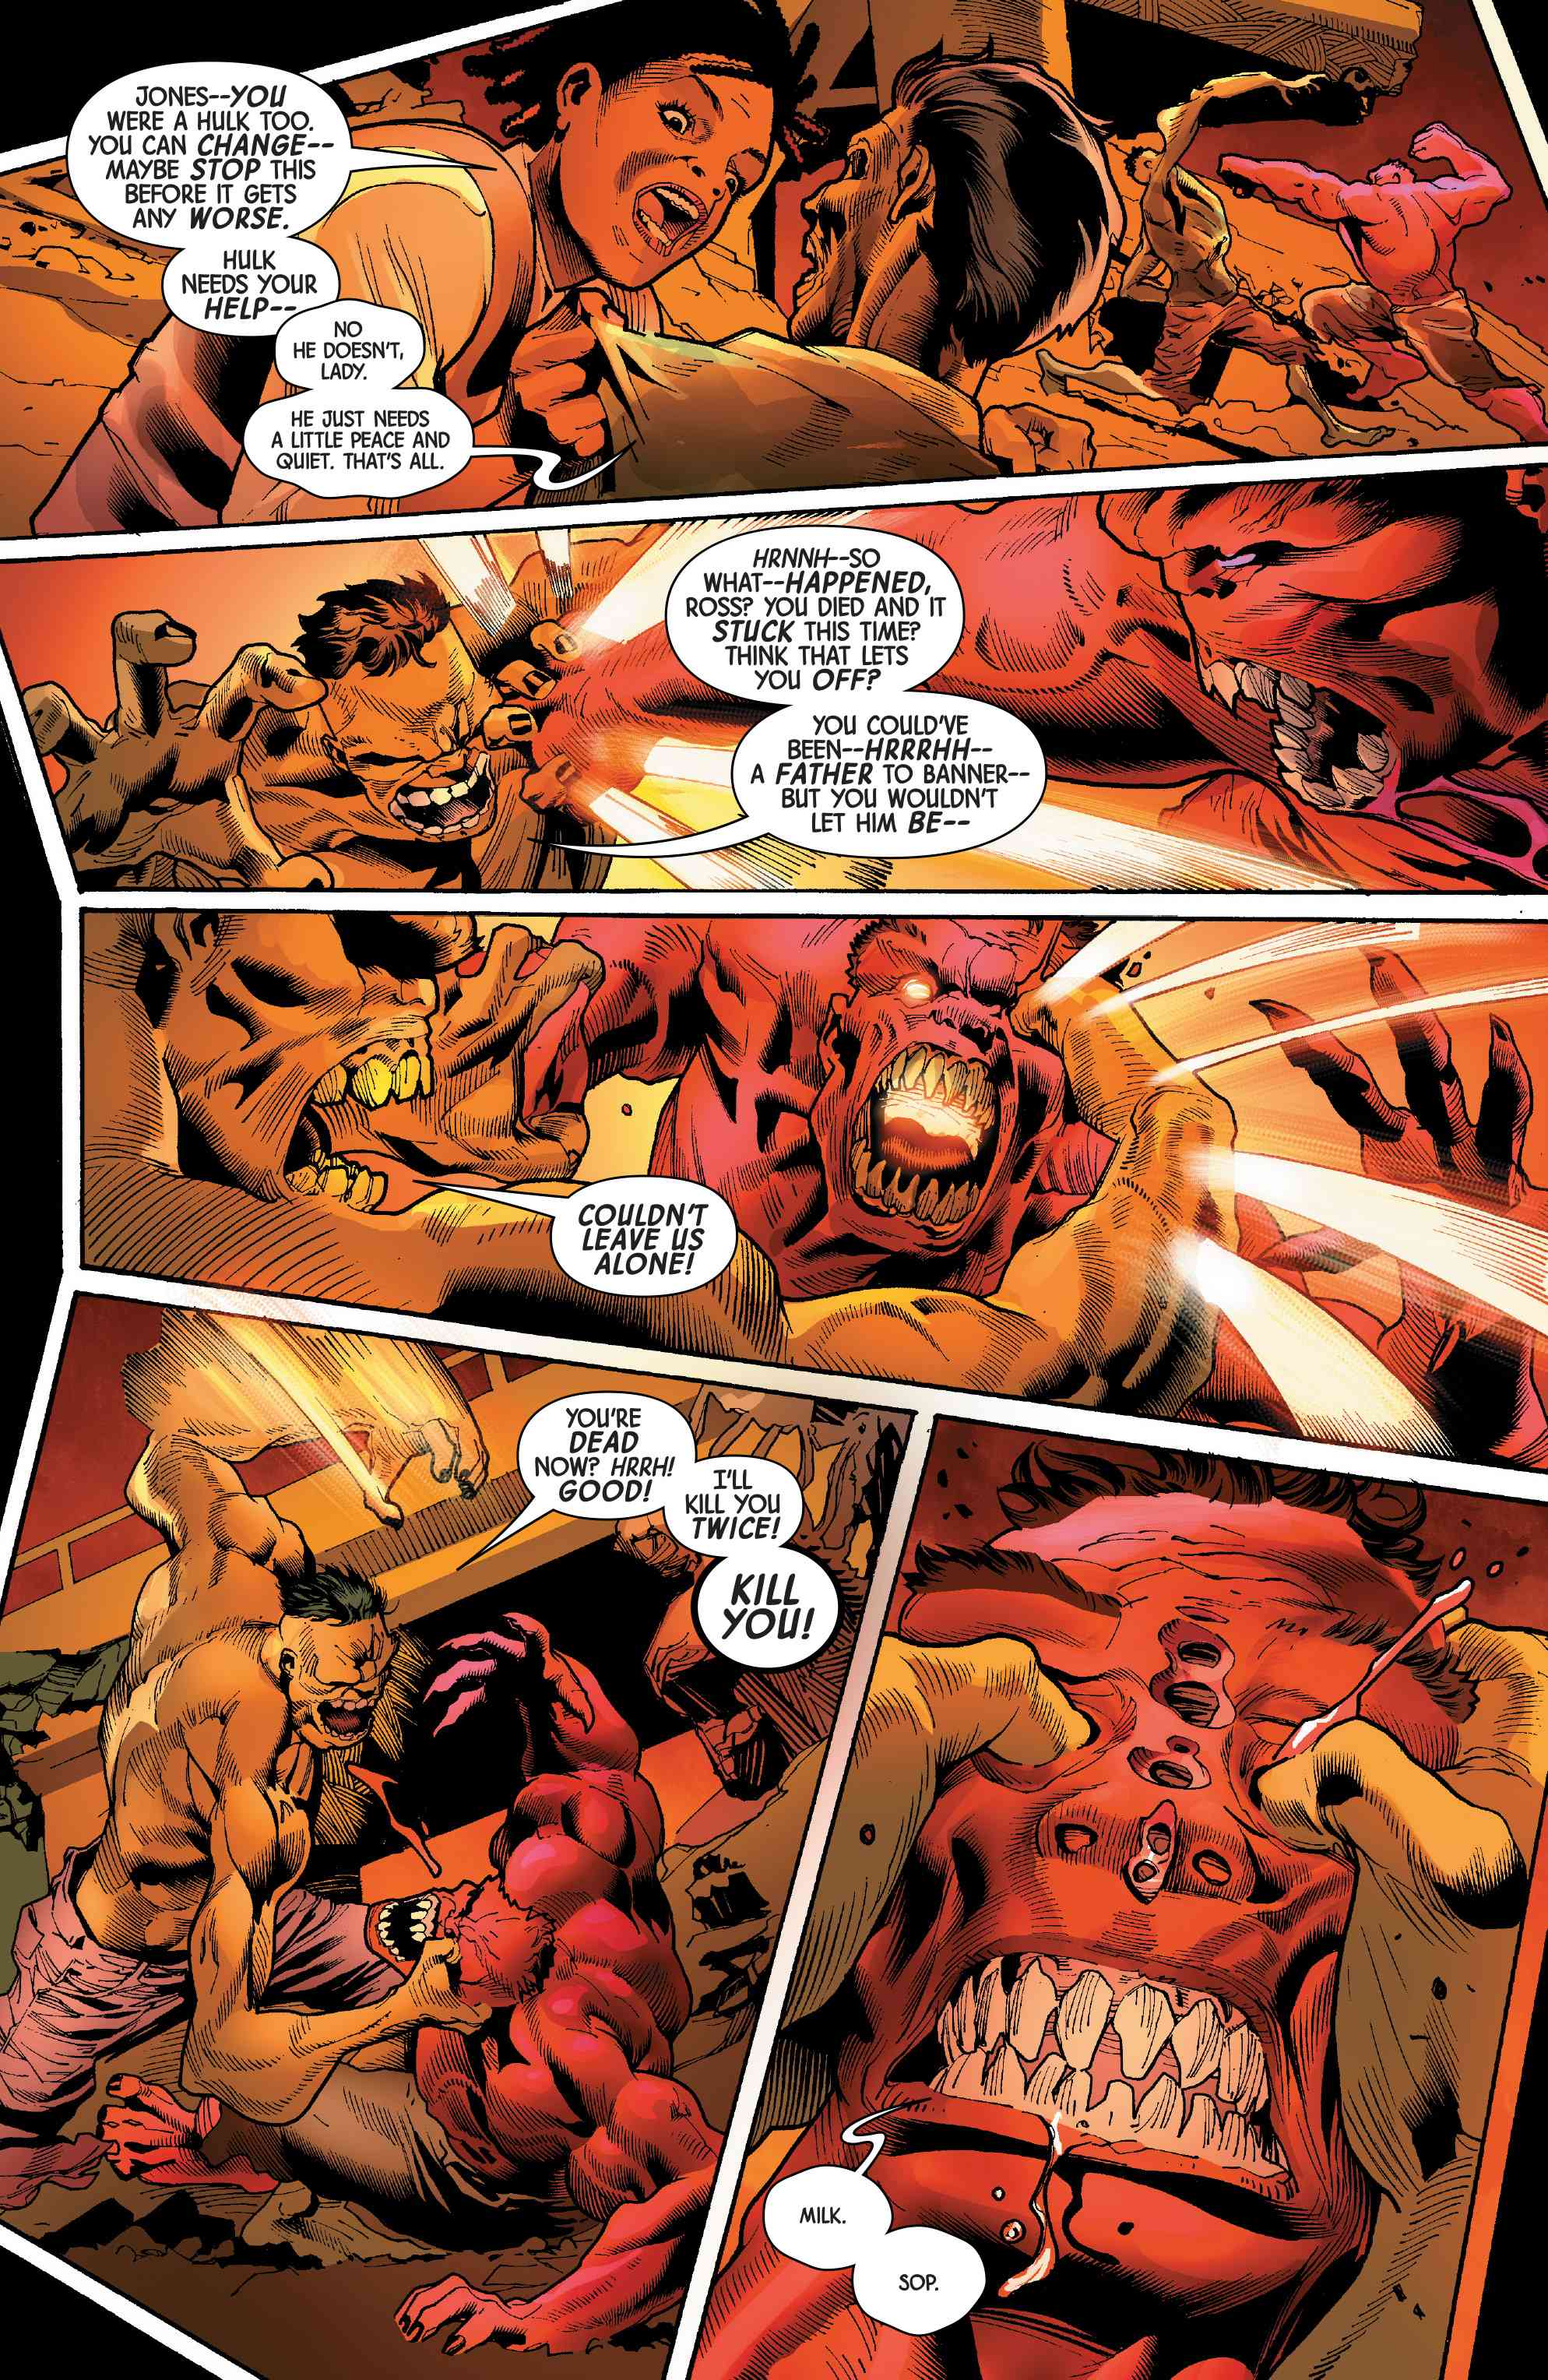 JONES--YOU
WERE A HULK TOO.
YOU CAN CHANGE--
MAYBE STOP THIS
BEFORE IT GETS
ANY WORSE.
HULK
NEEDS YOUR
HELP--
NO
HE DOESN'T,
LADY.
HE JUST NEEDS
A LITTLE PEACE AND
QUIET. THAT'S ALL.
HRNNH--SO
WHAT--HAPPENED,
ROSS? YOU DIED AND IT
STUCK THIS TIME?
THINK THAT LETS
YOU OFF?
YOU COULD'VE
BEEN--HRRRHH--
A FATHER TO BANNER--
BUT YOU WOULDN'T
LET HIM BE--
COULDN'T
LEAVE US
ALONE!
YOU'RE
DEAD
NOW? HRRH!
GOOD!
I'LL
KILL YOU
TWICE!
KILL
YOU!
MILK.
SOP.